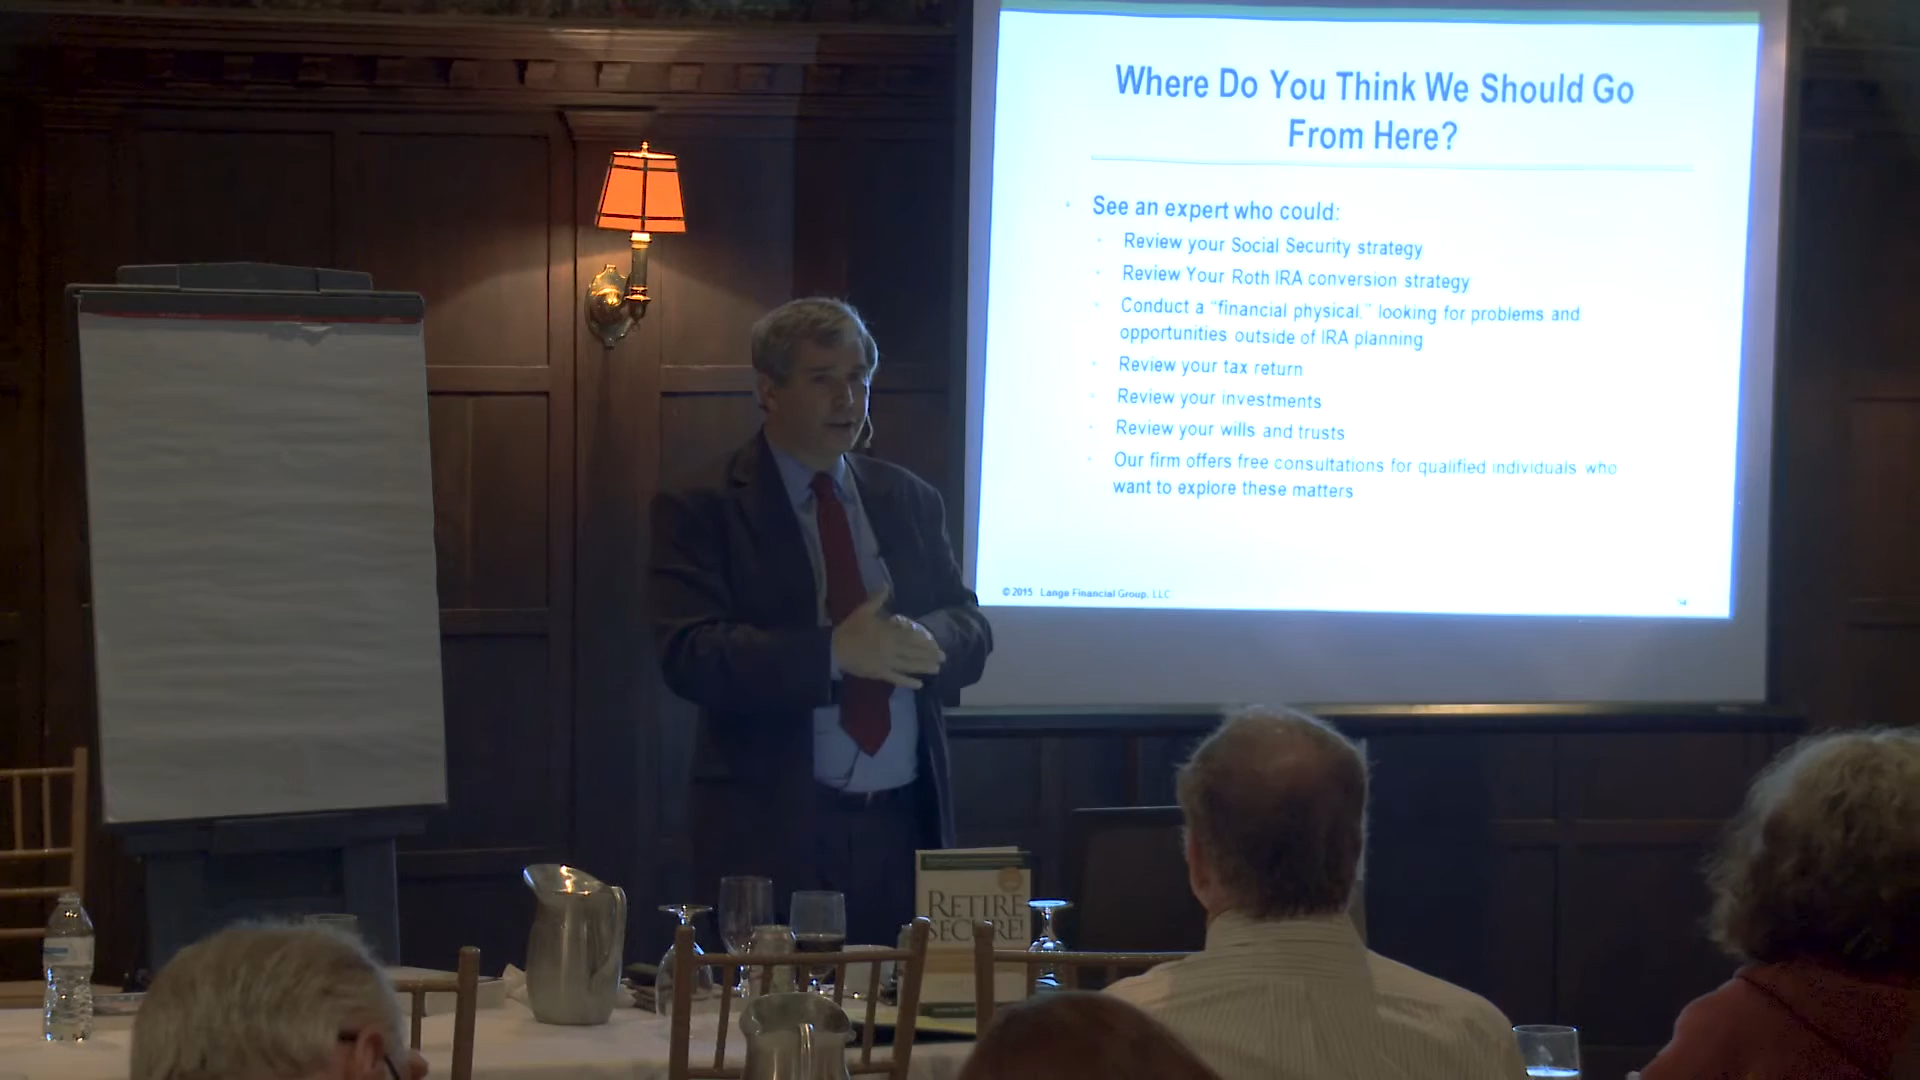 Where Do You Think We Should Go
From Here?
See an expert who could:
Review your Social Security strategy
Review Your Roth IRA conversion strategy
Conduct a "financial physical," looking for problems and
opportunities outside of IRA planning
Review your tax return
Review your investments
Review your wills and trusts
Our firm offers free consultations for qualified individuals who
want to explore these matters
© 2015 Lange Financial Group, LLC
RETIRE
SECURE!